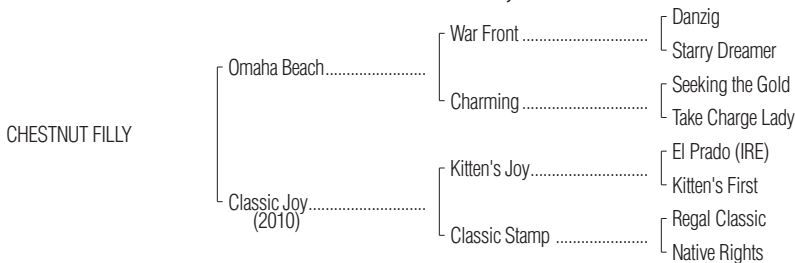 Danzig
War Front ..............................
Starry Dreamer
Omaha Beach........................
Seeking the Gold
Charming ..............................
Take Charge Lady
CHESTNUT FILLY
El Prado (IRE)
Kitten's Joy............................
Kitten's First
Classic Joy............................
(2010)
Regal Classic
Classic Stamp ......................
Native Rights